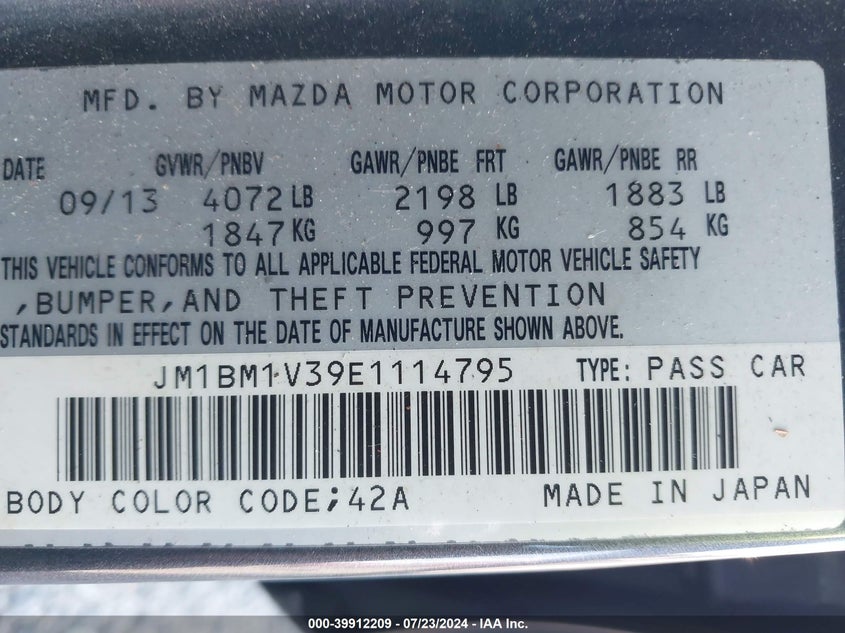 MFD. BY MAZDA MOTOR CORPORATION
DATE GVWR/PNBV GAWR/PNBE FRT GAWR/PNBE RR
09/13 4072 LB 2198 LB 1883 LB
1847 KG 997 KG 854 KG
THIS VEHICLE CONFORMS TO ALL APPLICABLE FEDERAL MOTOR VEHICLE SAFETY
,BUMPER,AND THEFT PREVENTION
STANDARDS IN EFFECT ON THE DATE OF MANUFACTURE SHOWN ABOVE.
JM1BM1V39E1114795 TYPE: PASS CAR
BODY COLOR CODE;42A MADE IN JAPAN
000-39912209 - 07/23/2024 - IAA Inc.